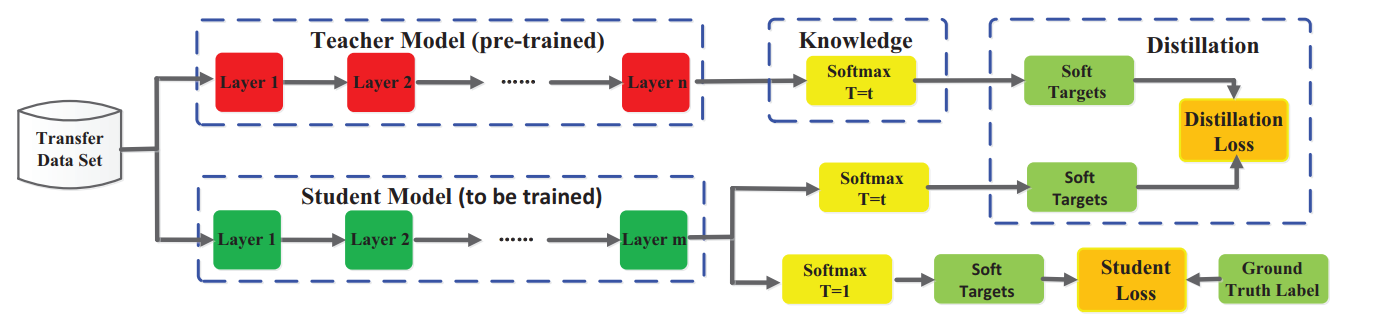 Teacher Model (pre-trained)
Layer 1
Layer 2
......
Layer n
Knowledge
Softmax
T=t
Distillation
Soft
Targets
Distillation
Loss
Transfer
Data Set
Student Model (to be trained)
Layer 1
Layer 2
......
Layer m
Softmax
T=t
Soft
Targets
Softmax
T=1
Soft
Targets
Student
Loss
Ground
Truth Label